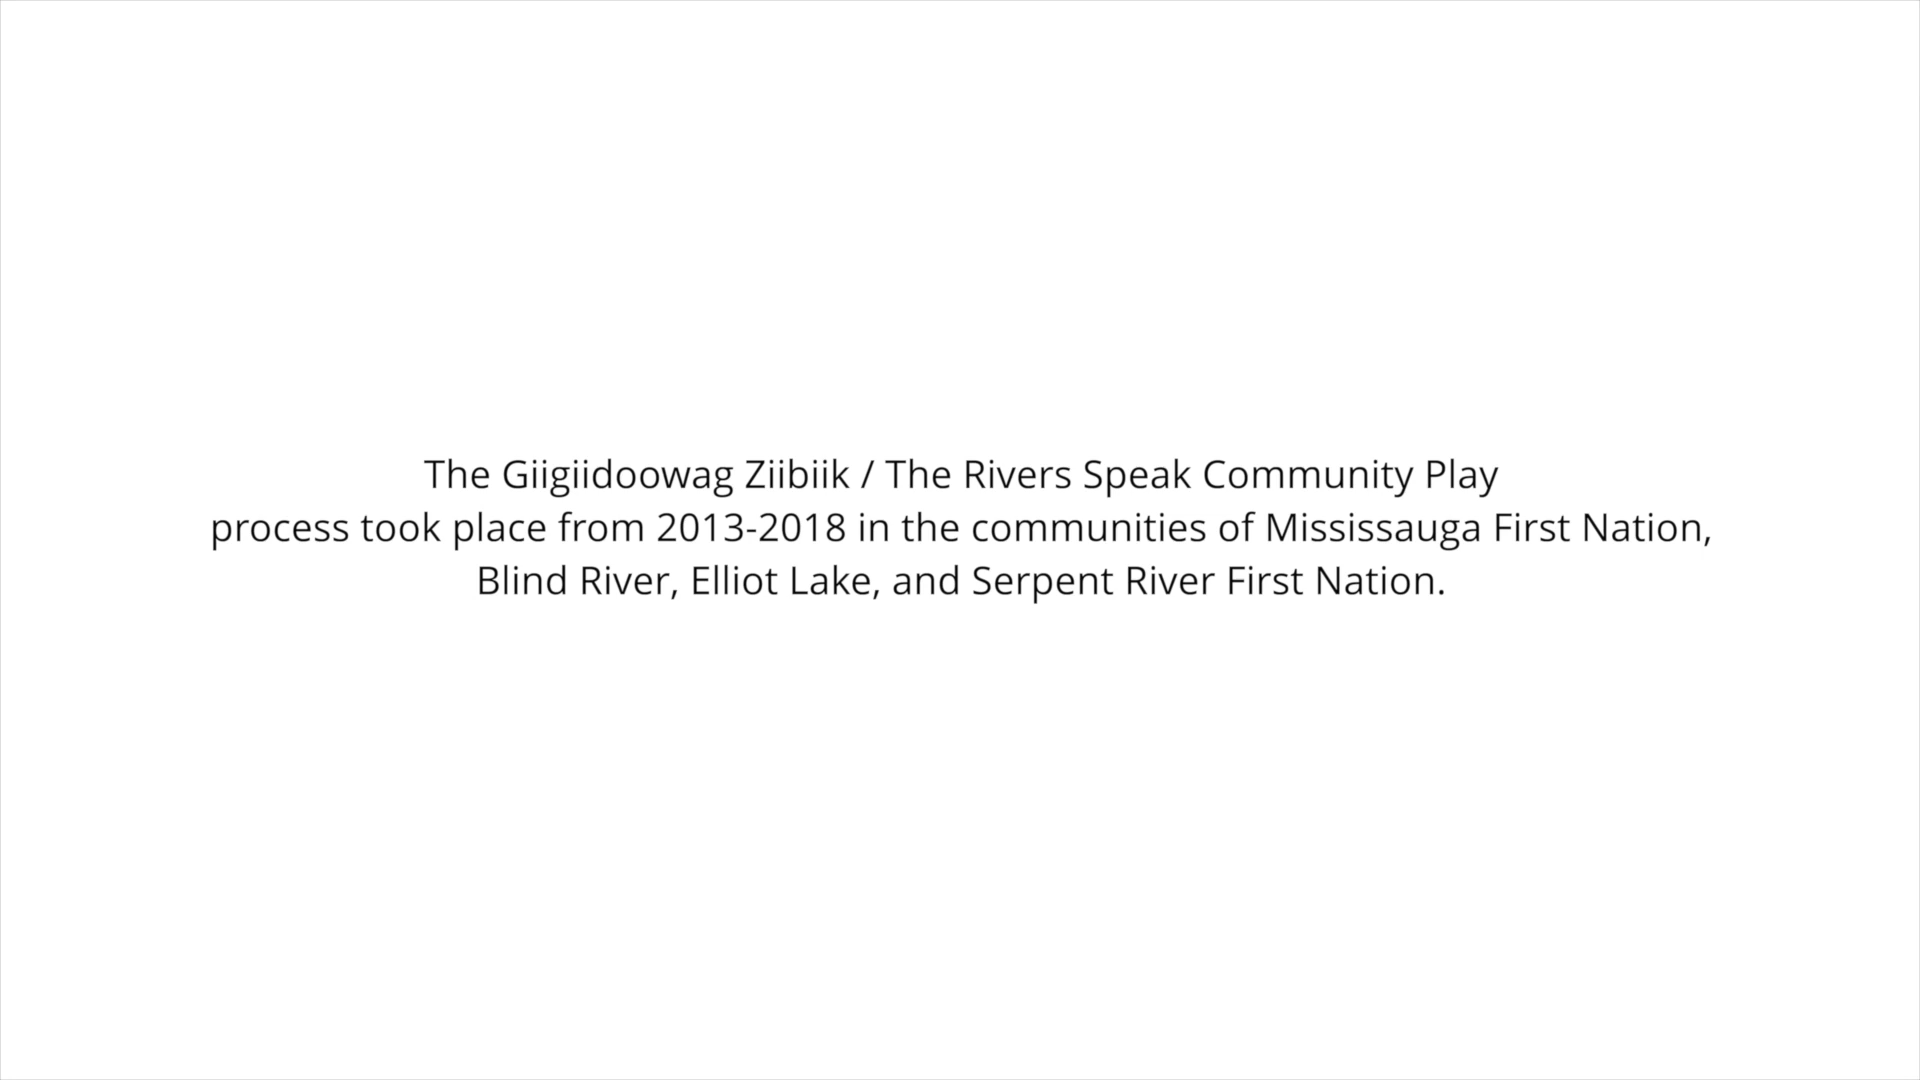 The Giigiidoowag Ziibiik / The Rivers Speak Community Play
process took place from 2013-2018 in the communities of Mississauga First Nation,
Blind River, Elliot Lake, and Serpent River First Nation.